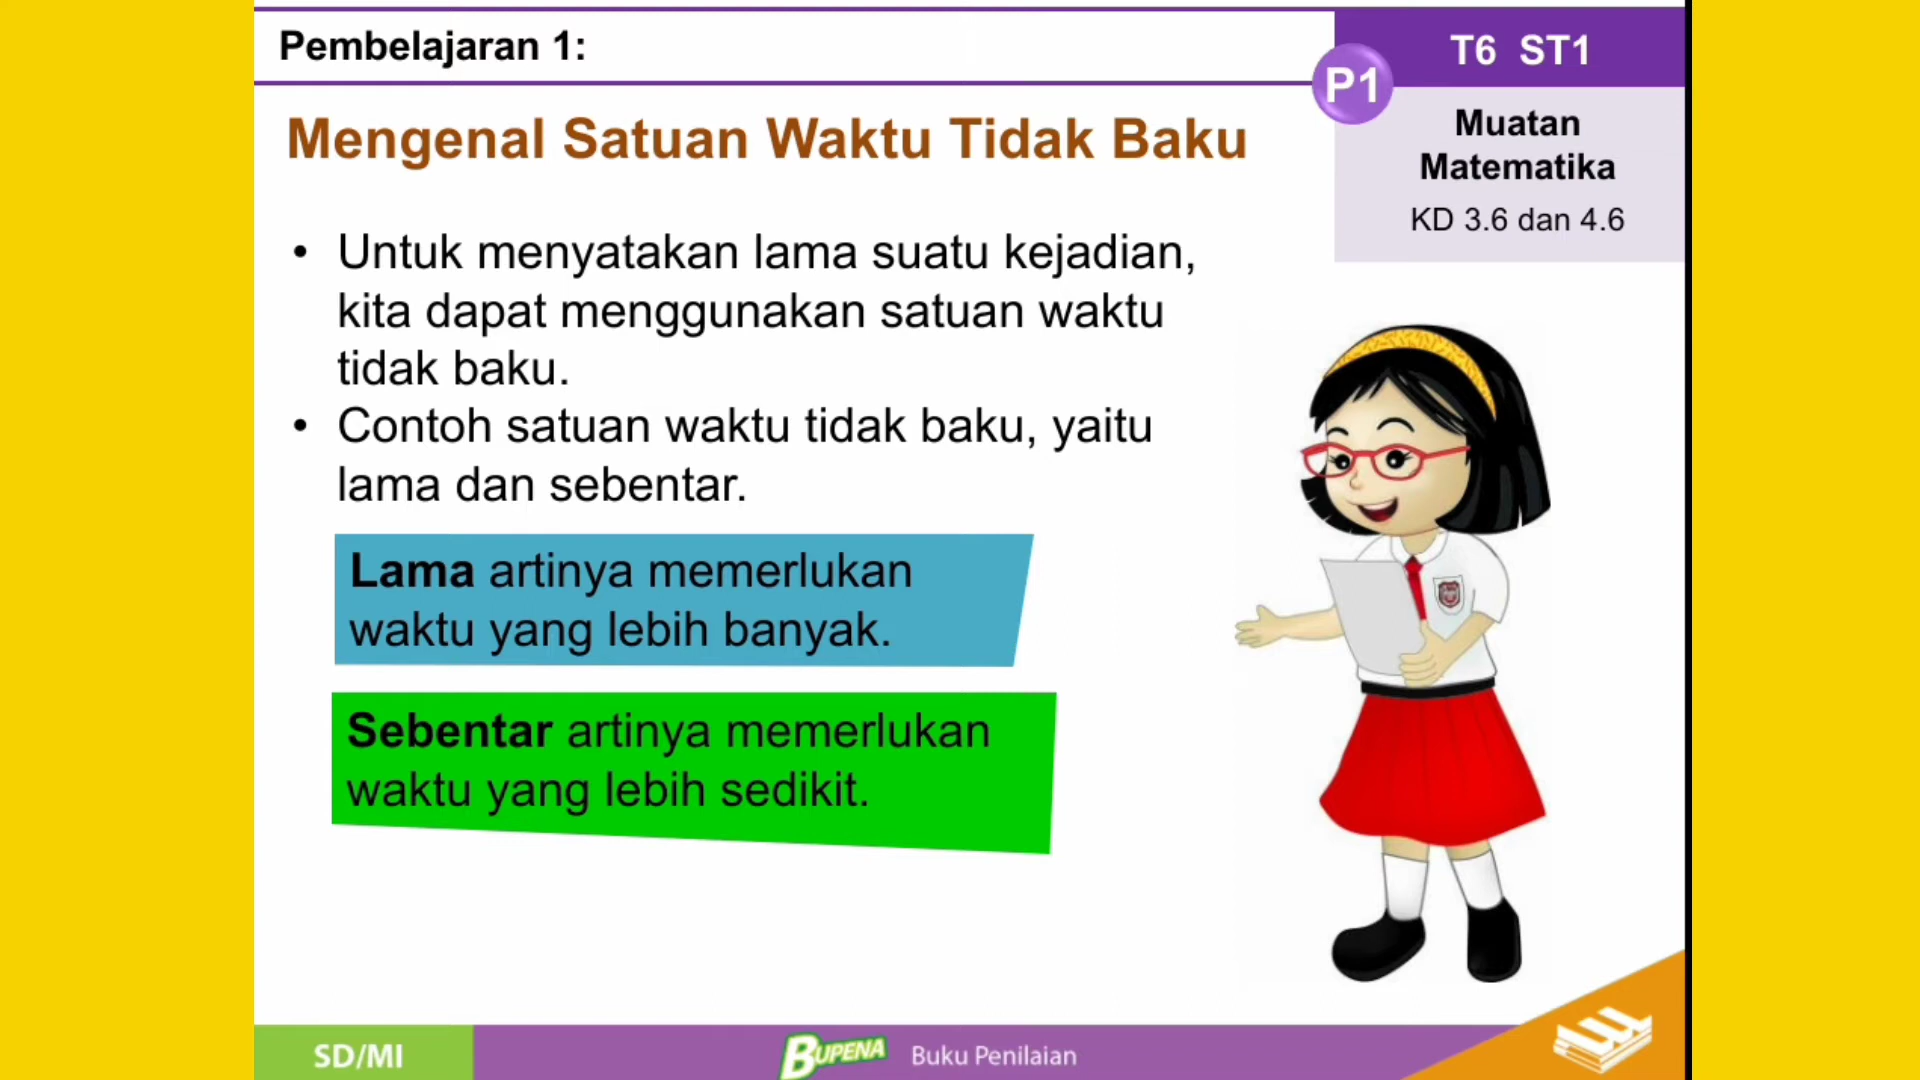 Pembelajaran 1:
T6 ST1
P1
Muatan
Matematika
KD 3.6 dan 4.6
Mengenal Satuan Waktu Tidak Baku
• Untuk menyatakan lama suatu kejadian,
kita dapat menggunakan satuan waktu
tidak baku.
• Contoh satuan waktu tidak baku, yaitu
lama dan sebentar.
Lama artinya memerlukan
waktu yang lebih banyak.
Sebentar artinya memerlukan
waktu yang lebih sedikit.
SD/MI
BUPENA
Buku Penilaian